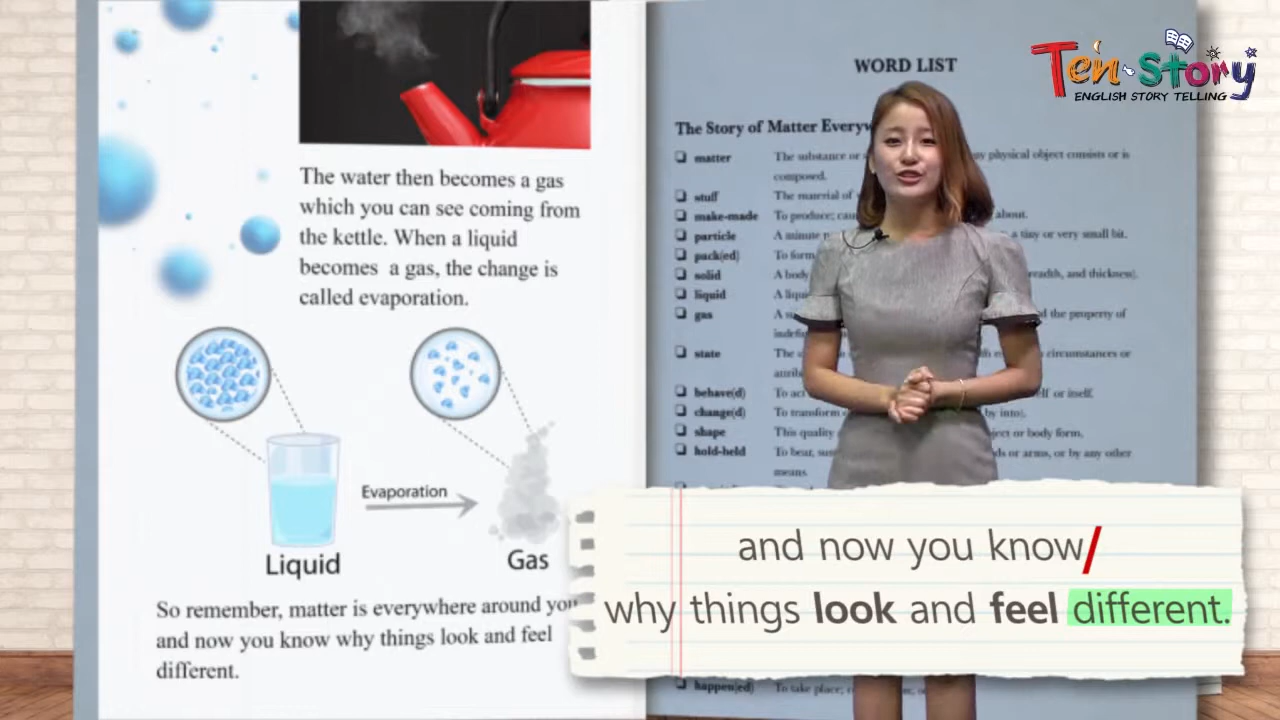 Ten Story
ENGLISH STORY TELLING
The water then becomes a gas
which you can see coming from
the kettle. When a liquid
becomes a gas, the change is
called evaporation.
Evaporation
Liquid
Gas
So remember, matter is everywhere around you
and now you know why things look and feel
different.
WORD LIST
The Story of Matter Everyw
matter The substance or ny physical object consists or is
composed.
stuff The material of
make-made To produce; cau about.
particle A minute a tiny or very small bit.
pack(ed) To form
solid A body readth, and thickness).
liquid A liqui
gas A su d the property of
indefin
state The circumstances or
attrib
behave(d) To act elf or itself.
change(d) To transform by into).
shape This quality ject or body form.
hold-held To bear, sus ds or arms, or by any other
means.
happen(ed) To take place;
and now you know/
why things look and feel different.